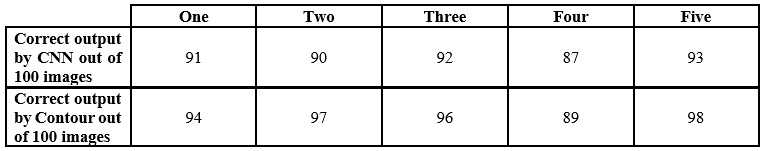 One Two Three Four Five
Correct output
by CNN out of
100 images
91 90 92 87 93
Correct output
by Contour out
of 100 images
94 97 96 89 98